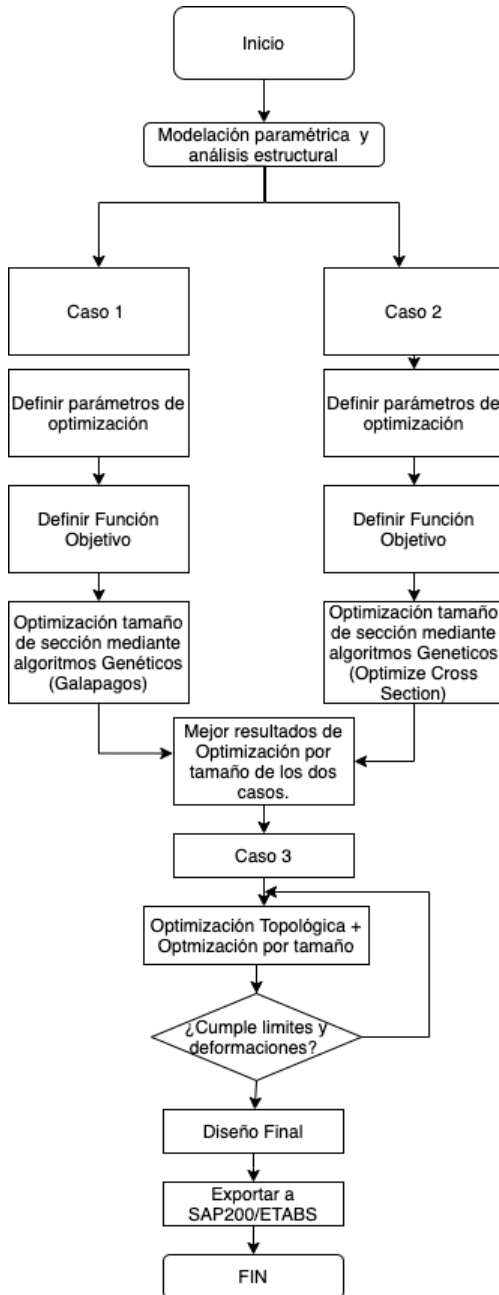 Inicio
Modelación paramétrica y
análisis estructural
Caso 1
Caso 2
Definir parámetros de
optimización
Definir parámetros de
optimización
Definir Función
Objetivo
Definir Función
Objetivo
Optimización tamaño
de sección mediante
algoritmos Genéticos
(Galapagos)
Optimización tamaño
de sección mediante
algoritmos Geneticos
(Optimize Cross
Section)
Mejor resultados de
Optimización por
tamaño de los dos
casos.
Caso 3
Optimización Topológica +
Optmización por tamaño
¿Cumple limites y
deformaciones?
Diseño Final
Exportar a
SAP200/ETABS
FIN